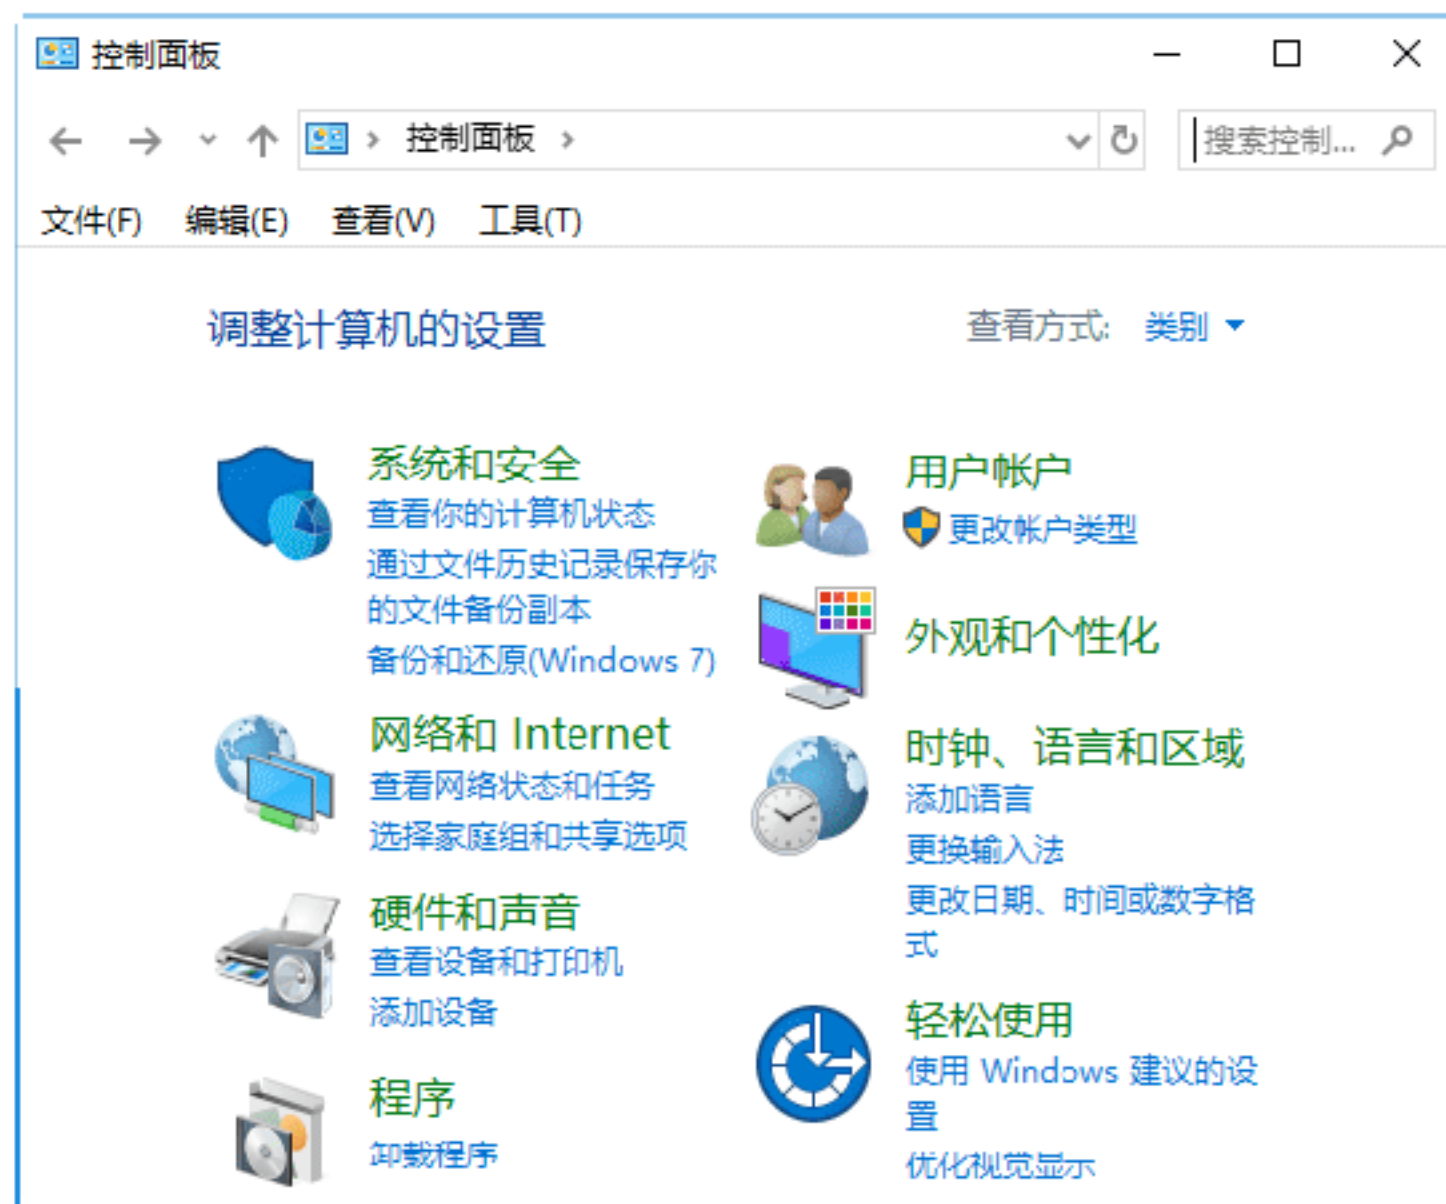 控制面板
控制面板
搜索控制...
文件(F) 编辑(E) 查看(V) 工具(T)
调整计算机的设置
查看方式: 类别
系统和安全
查看你的计算机状态
通过文件历史记录保存你
的文件备份副本
备份和还原(Windows 7)
网络和 Internet
查看网络状态和任务
选择家庭组和共享选项
硬件和声音
查看设备和打印机
添加设备
程序
卸载程序
用户帐户
更改帐户类型
外观和个性化
时钟、语言和区域
添加语言
更换输入法
更改日期、时间或数字格
式
轻松使用
使用 Windows 建议的设
置
优化视觉显示